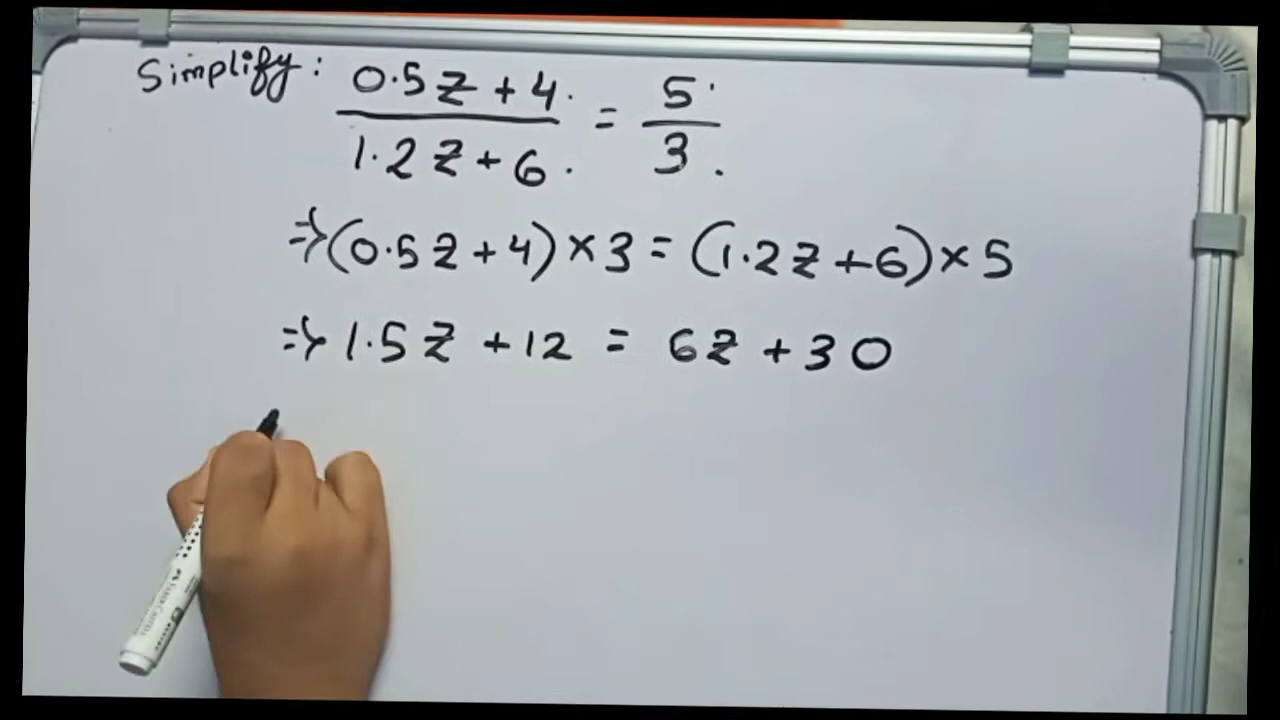 Simplify: (0.5z + 4)/(1.2z + 6) = 5/3
⇒ (0.5z + 4) × 3 = (1.2z + 6) × 5
⇒ 1.5z + 12 = 6z + 30